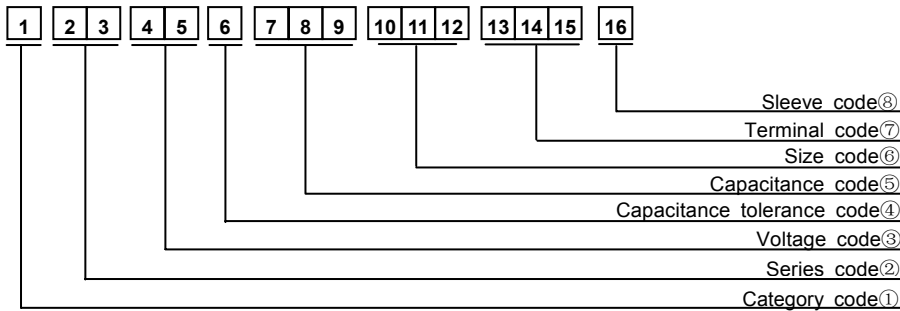 1 2 3 4 5 6 7 8 9 10 11 12 13 14 15 16
Sleeve code⑧
Terminal code⑦
Size code⑥
Capacitance code⑤
Capacitance tolerance code④
Voltage code③
Series code②
Category code①